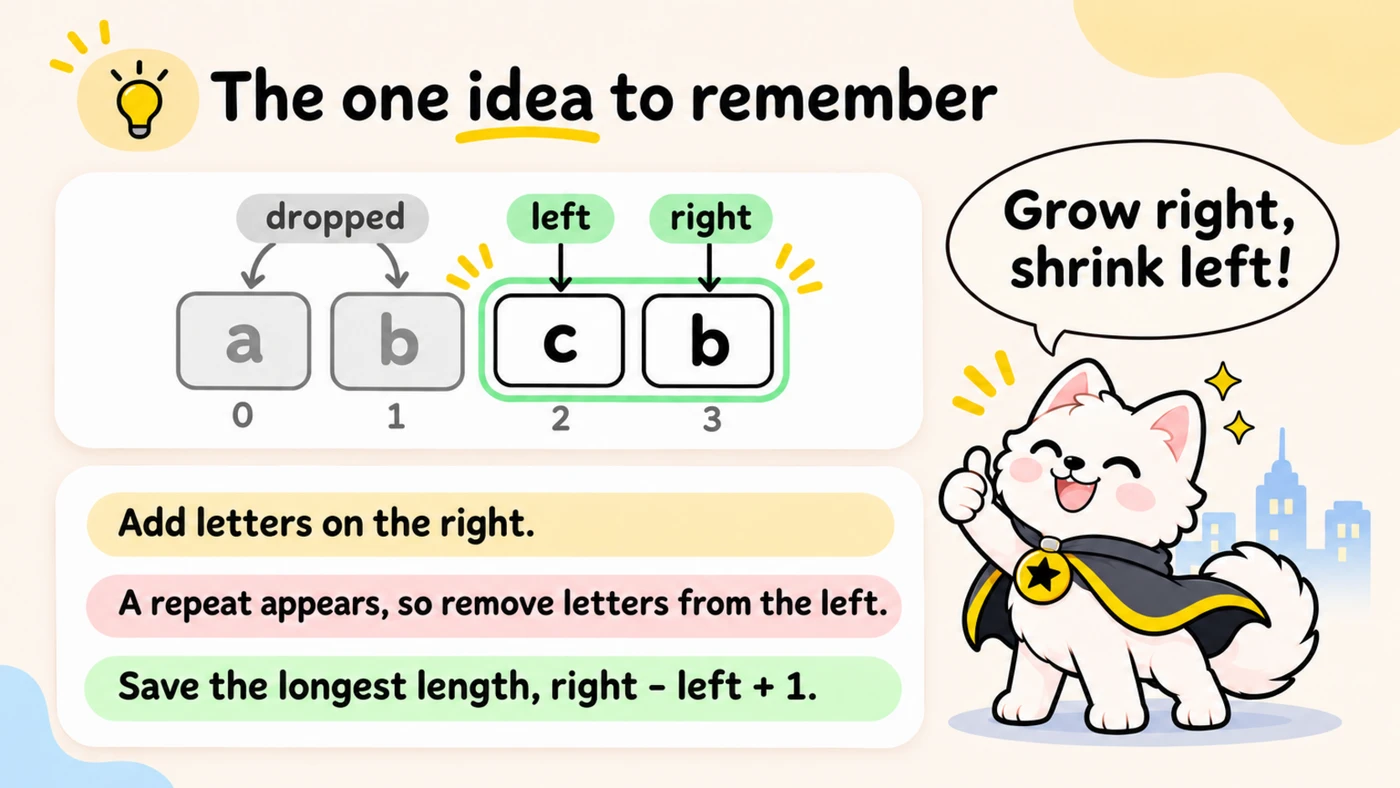 The one idea to remember
dropped
left
right
a
b
c
b
0
1
2
3
Grow right,
shrink left!
Add letters on the right.
A repeat appears, so remove letters from the left.
Save the longest length, right - left + 1.